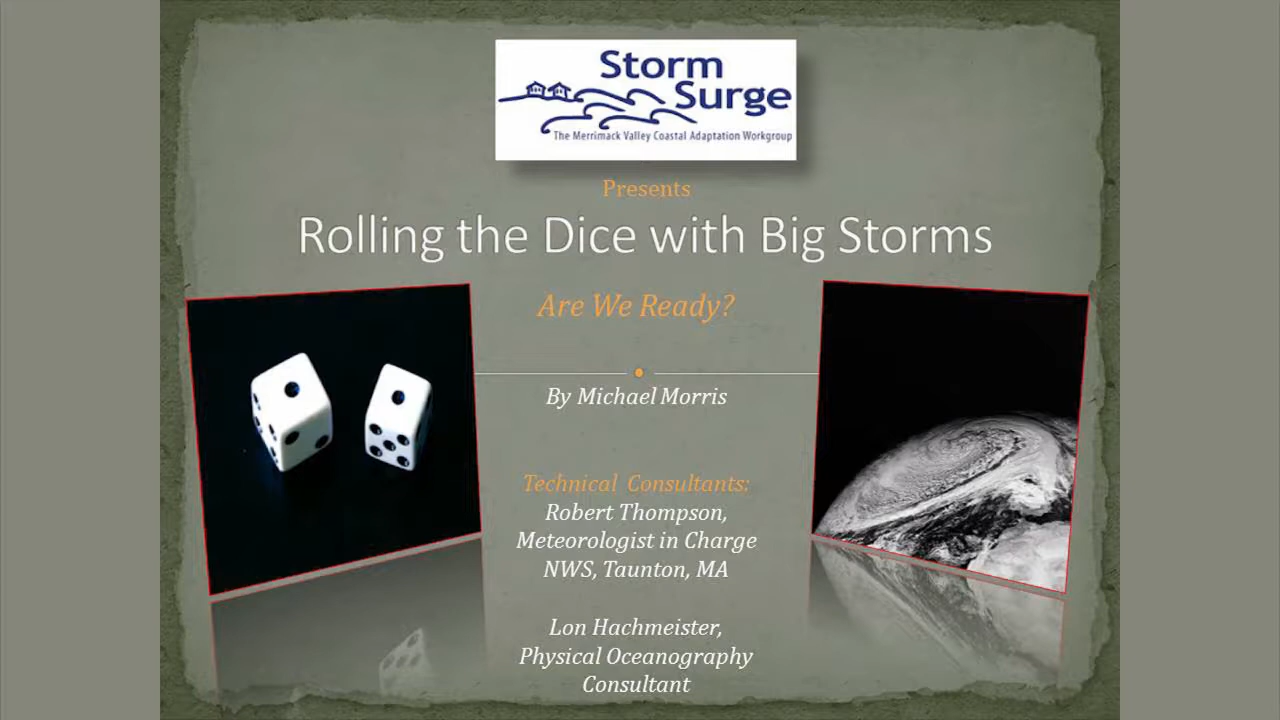 Storm
Surge
The Merrimack Valley Coastal Adaptation Workgroup
Presents
Rolling the Dice with Big Storms
Are We Ready?
By Michael Morris
Technical Consultants:
Robert Thompson,
Meteorologist in Charge
NWS, Taunton, MA
Lon Hachmeister,
Physical Oceanography
Consultant